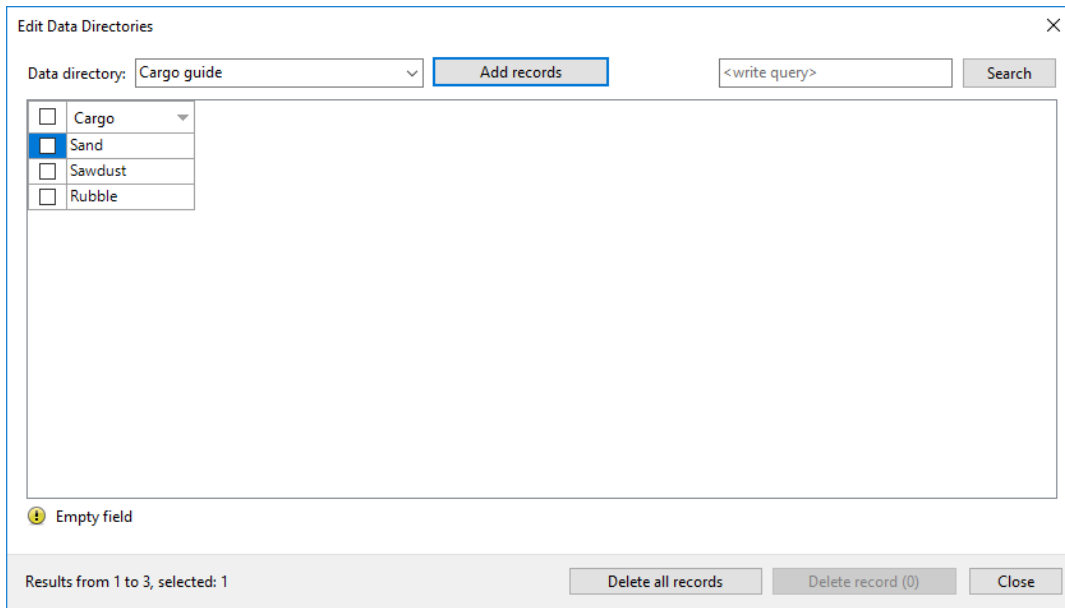 Edit Data Directories
Data directory: Cargo guide Add records <write query> Search
Cargo
Sand
Sawdust
Rubble
Empty field
Results from 1 to 3, selected: 1 Delete all records Delete record (0) Close